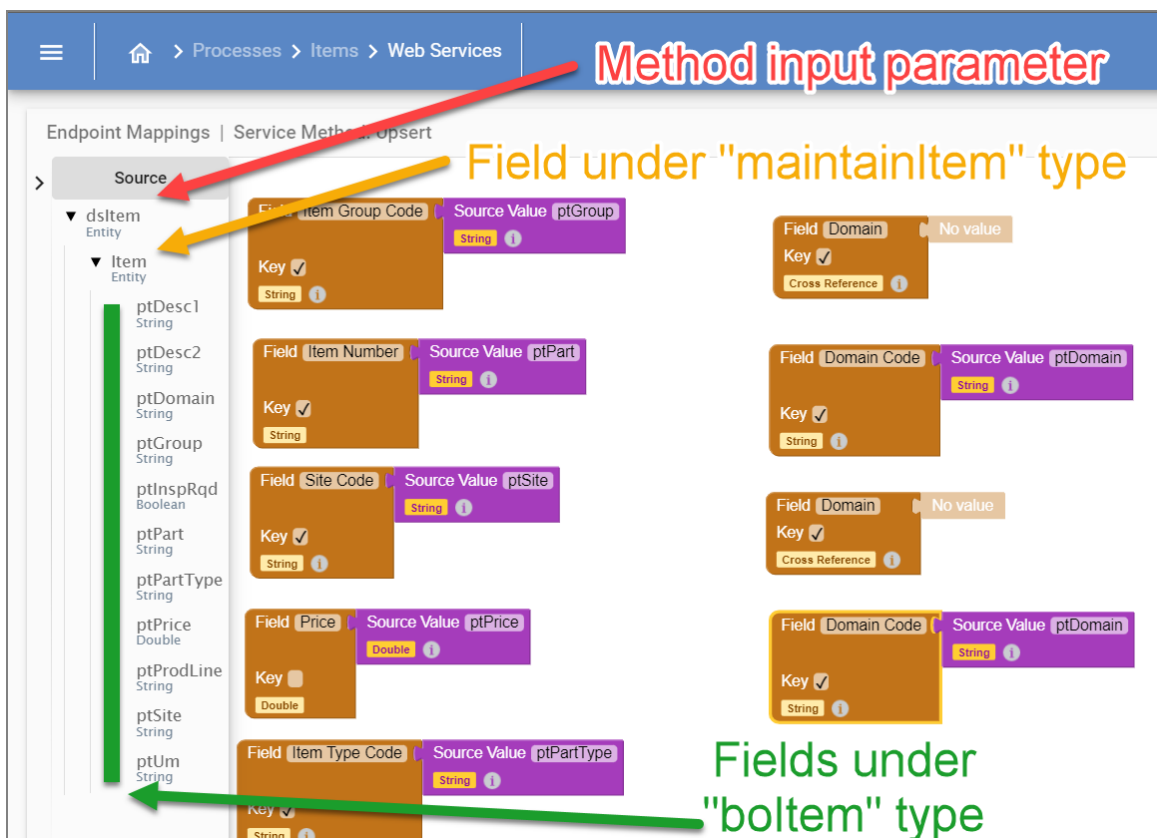 Processes > Items > Web Services
Method input parameter
Endpoint Mappings | Service Method: Upsert
Field under "maintainItem" type
Source
dsItem
Entity
Item
Entity
ptDesc1
String
ptDesc2
String
ptDomain
String
ptGroup
String
ptInspRqd
Boolean
ptPart
String
ptPartType
String
ptPrice
Double
ptProdLine
String
ptSite
String
ptUm
String
Field Item Group Code Source Value ptGroup
String i
Key
String i
Field Item Number Source Value ptPart
String i
Key
String
Field Site Code Source Value ptSite
String i
Key
String i
Field Price Source Value ptPrice
Double i
Key
Double
Field Item Type Code Source Value ptPartType
String i
Key
String i
Field Domain No value
Key
Cross Reference i
Field Domain Code Source Value ptDomain
String i
Key
String i
Field Domain No value
Key
Cross Reference i
Field Domain Code Source Value ptDomain
String i
Key
String i
Fields under
"boItem" type